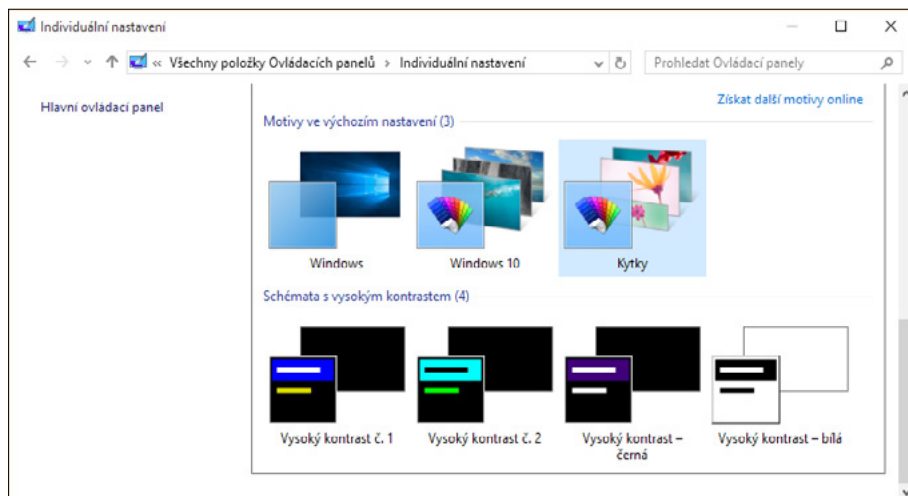 Individuální nastavení
« Všechny položky Ovládacích panelů › Individuální nastavení
Prohledat Ovládací panely
Hlavní ovládací panel
Získat další motivy online
Motivy ve výchozím nastavení (3)
Windows
Windows 10
Kytky
Schémata s vysokým kontrastem (4)
Vysoký kontrast č. 1
Vysoký kontrast č. 2
Vysoký kontrast –
černá
Vysoký kontrast – bílá